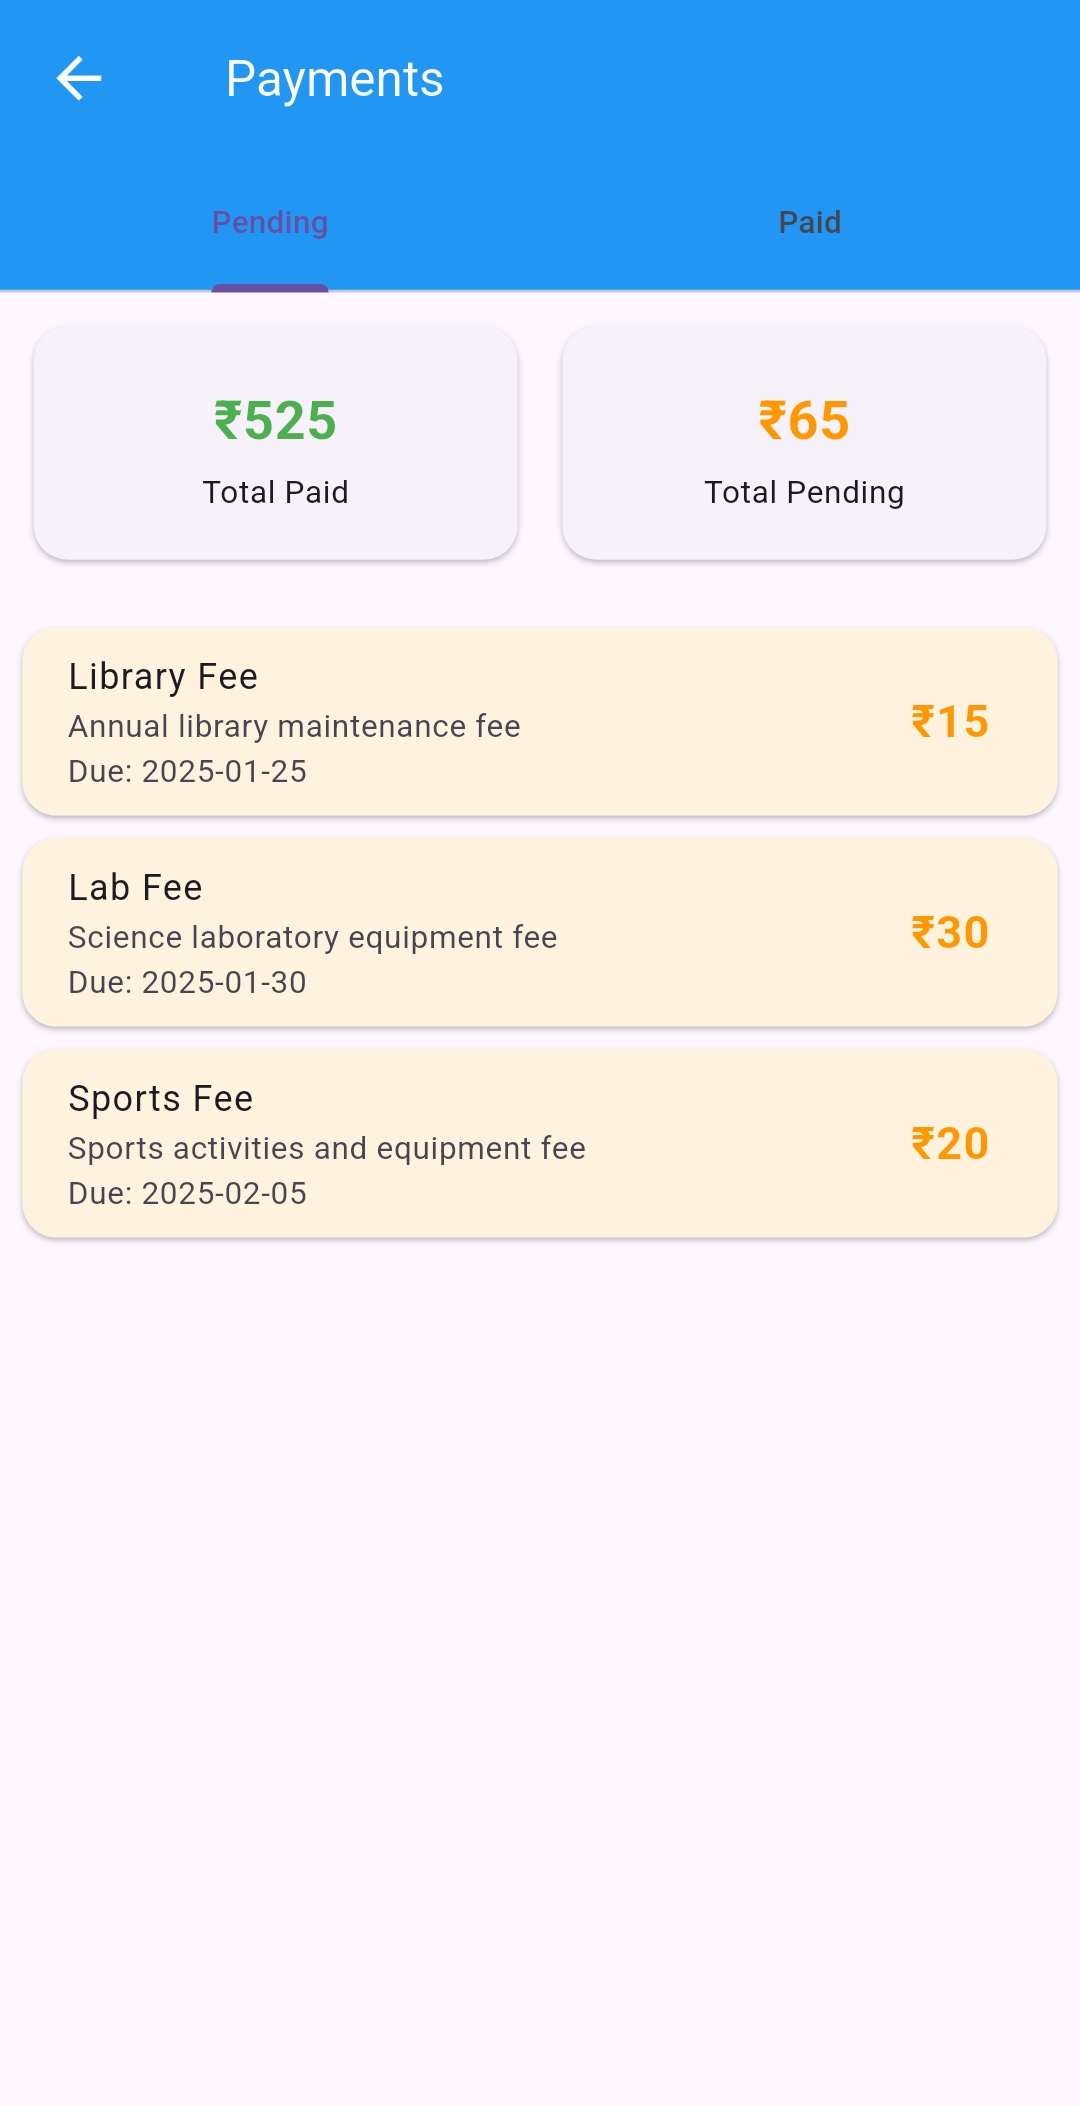 Payments
Pending
Paid
₹525
Total Paid
₹65
Total Pending
Library Fee
Annual library maintenance fee
Due: 2025-01-25
₹15
Lab Fee
Science laboratory equipment fee
Due: 2025-01-30
₹30
Sports Fee
Sports activities and equipment fee
Due: 2025-02-05
₹20